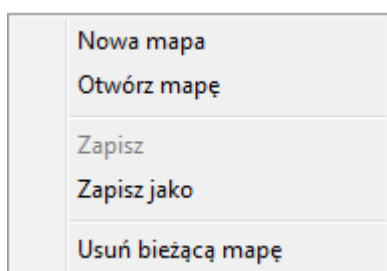 Nowa mapa
Otwórz mapę
Zapisz
Zapisz jako
Usuń bieżącą mapę